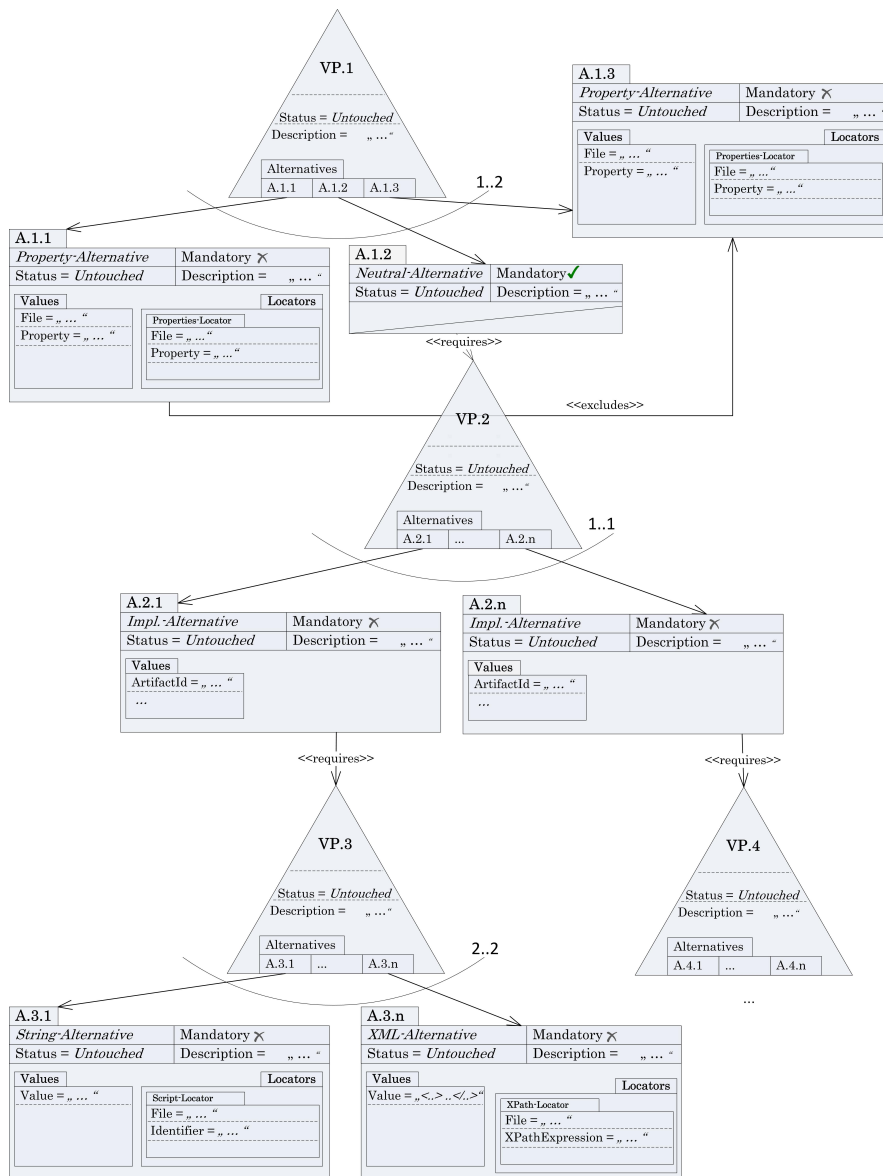 VP.1
Status = Untouched
Description = „ ...“
Alternatives
A.1.1 A.1.2 A.1.3
1..2
A.1.3
Property-Alternative Mandatory
Status = Untouched Description = „ ... “
Values Locators
File = „ ... “
Property = „ ... “
Properties-Locator
File = „ ...“
Property = „ ...“
A.1.1
Property-Alternative Mandatory
Status = Untouched Description = „ ... “
Values Locators
File = „ ... “
Property = „ ... “
Properties-Locator
File = „ ...“
Property = „ ...“
A.1.2
Neutral-Alternative Mandatory
Status = Untouched Description = „ ... “
<<requires>>
<<excludes>>
VP.2
Status = Untouched
Description = „ ...“
Alternatives
A.2.1 ... A.2.n
1..1
A.2.1
Impl.-Alternative Mandatory
Status = Untouched Description = „ ... “
Values
ArtifactId = „ ... “
...
A.2.n
Impl.-Alternative Mandatory
Status = Untouched Description = „ ... “
Values
ArtifactId = „ ... “
...
<<requires>>
<<requires>>
VP.3
Status = Untouched
Description = „ ...“
Alternatives
A.3.1 ... A.3.n
2..2
VP.4
Status = Untouched
Description = „ ...“
Alternatives
A.4.1 ... A.4.n
...
A.3.1
String-Alternative Mandatory
Status = Untouched Description = „ ... “
Values Locators
Value = „ ... “
Script-Locator
File = „ ... “
Identifier = „ ... “
A.3.n
XML-Alternative Mandatory
Status = Untouched Description = „ ... “
Values Locators
Value = „<..> ..</..>“
XPath-Locator
File = „ ... “
XPathExpression = „ ... “